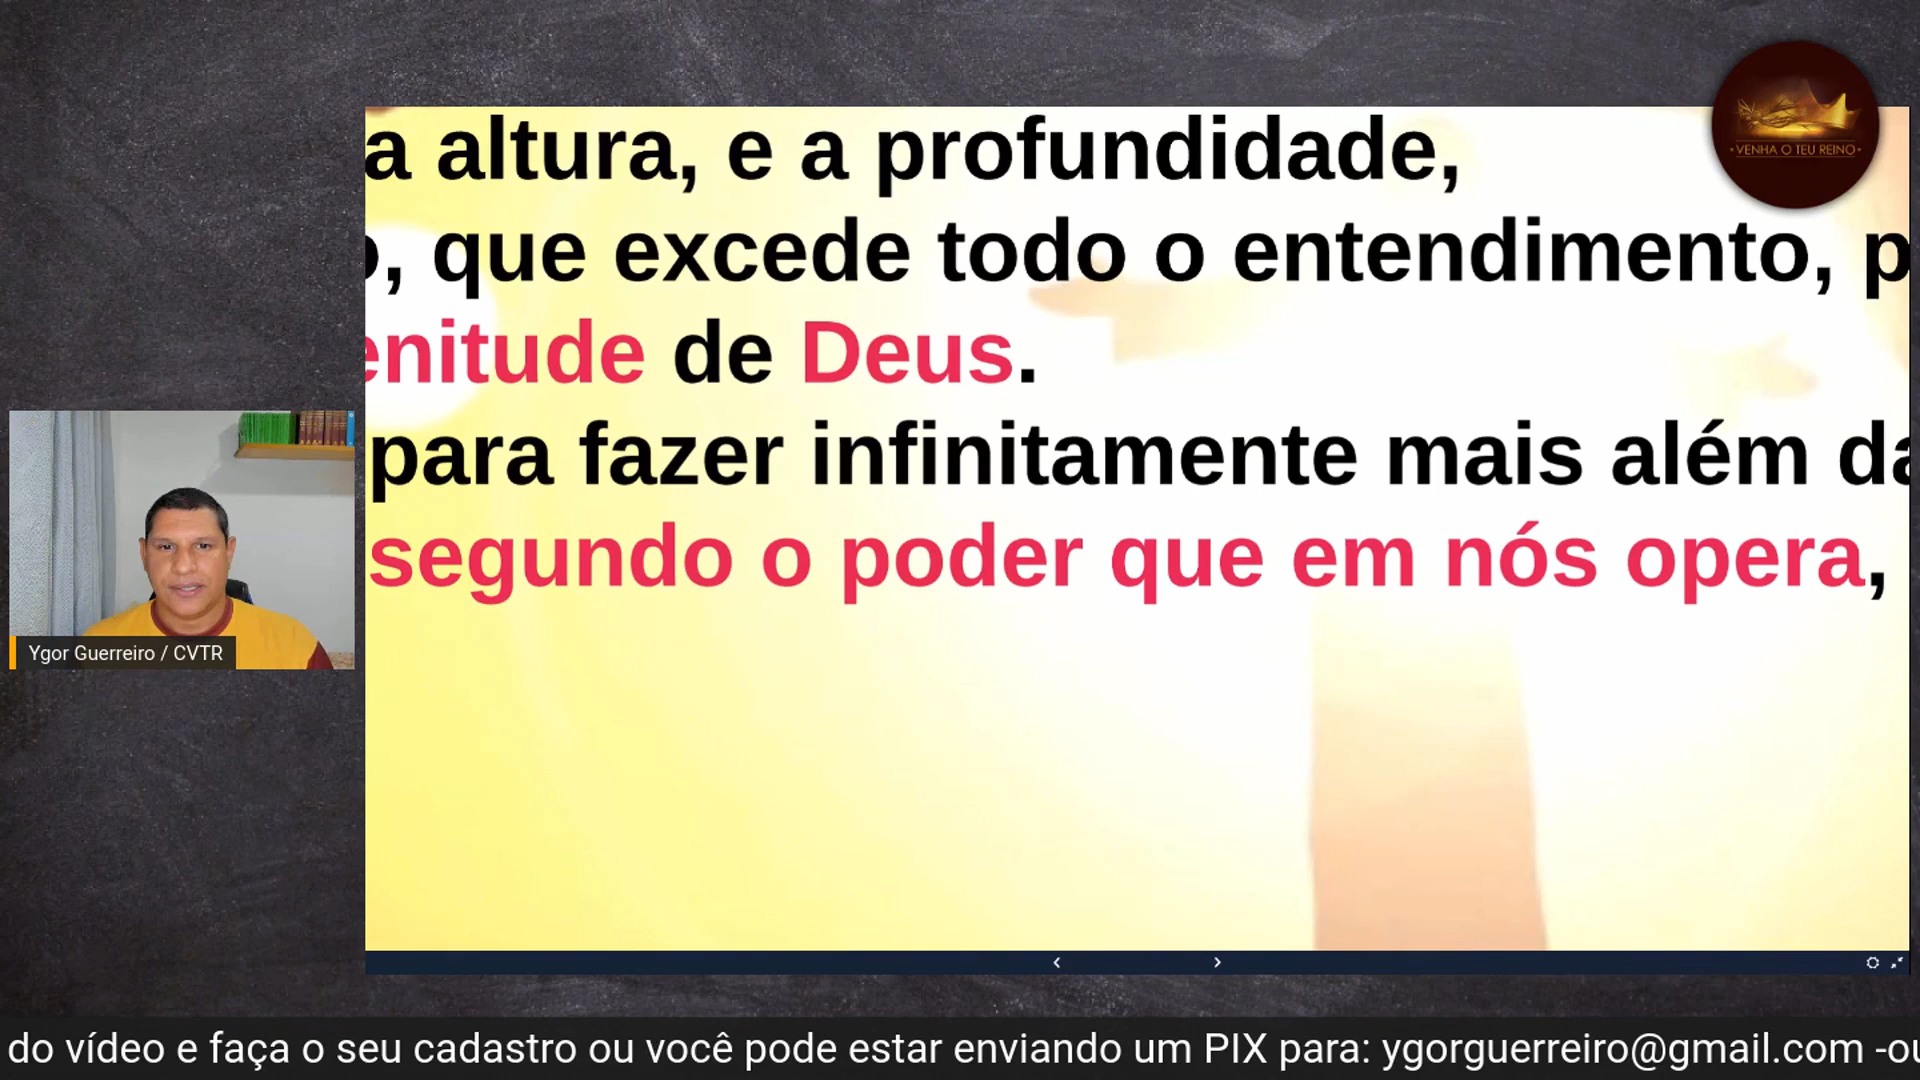 a altura, e a profundidade,
que excede todo o entendimento,
enitude de Deus.
para fazer infinitamente mais além
segundo o poder que em nós opera,
• VENHA O TEU REINO •
Ygor Guerreiro / CVTR
do vídeo e faça o seu cadastro ou você pode estar enviando um PIX para: ygorguerreiro@gmail.com -ou